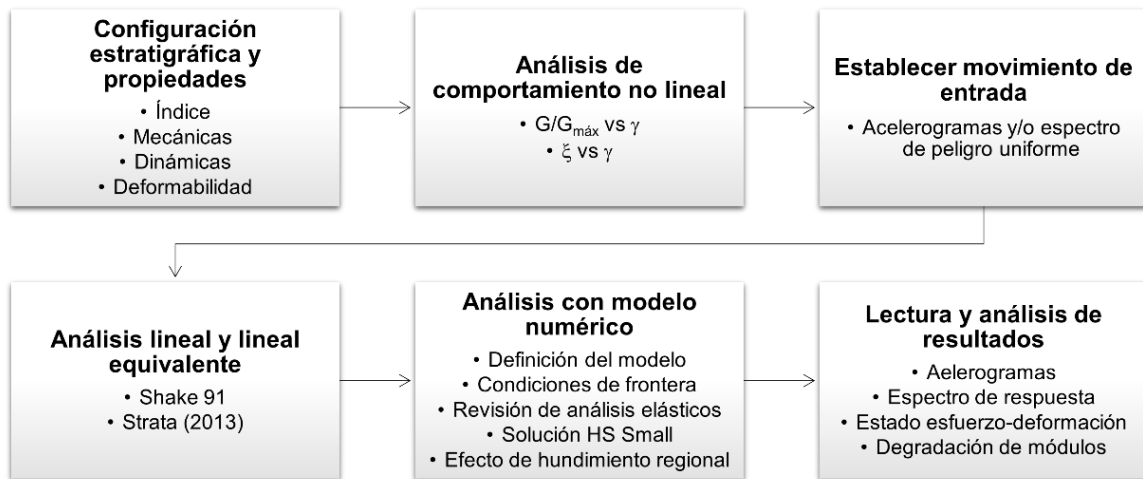 Configuración
estratigráfica y
propiedades
• Índice
• Mecánicas
• Dinámicas
• Deformabilidad
Análisis de
comportamiento no lineal
• G/Gmáx vs γ
• ξ vs γ
Establecer movimiento de
entrada
• Acelerogramas y/o espectro
de peligro uniforme
Análisis lineal y lineal
equivalente
• Shake 91
• Strata (2013)
Análisis con modelo
numérico
• Definición del modelo
• Condiciones de frontera
• Revisión de análisis elásticos
• Solución HS Small
• Efecto de hundimiento regional
Lectura y análisis de
resultados
• Aelerogramas
• Espectro de respuesta
• Estado esfuerzo-deformación
• Degradación de módulos